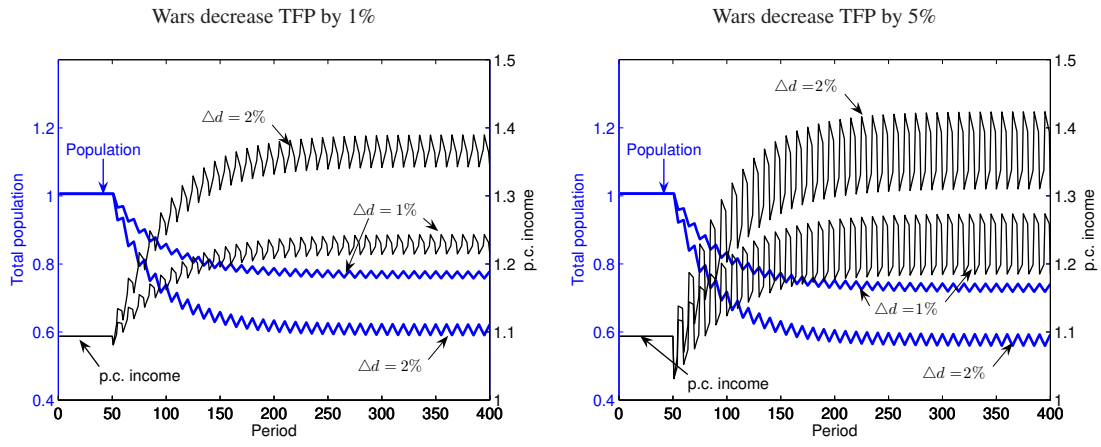 Wars decrease TFP by 1%
Total population
p.c. income
Period
0 50 100 150 200 250 300 350 400
0.4 0.6 0.8 1 1.2
1 1.1 1.2 1.3 1.4 1.5
△d = 2%
Population
△d = 1%
△d = 2%
p.c. income
Wars decrease TFP by 5%
Total population
p.c. income
Period
0 50 100 150 200 250 300 350 400
0.4 0.6 0.8 1 1.2
1 1.1 1.2 1.3 1.4 1.5
△d = 2%
Population
△d = 1%
△d = 2%
p.c. income